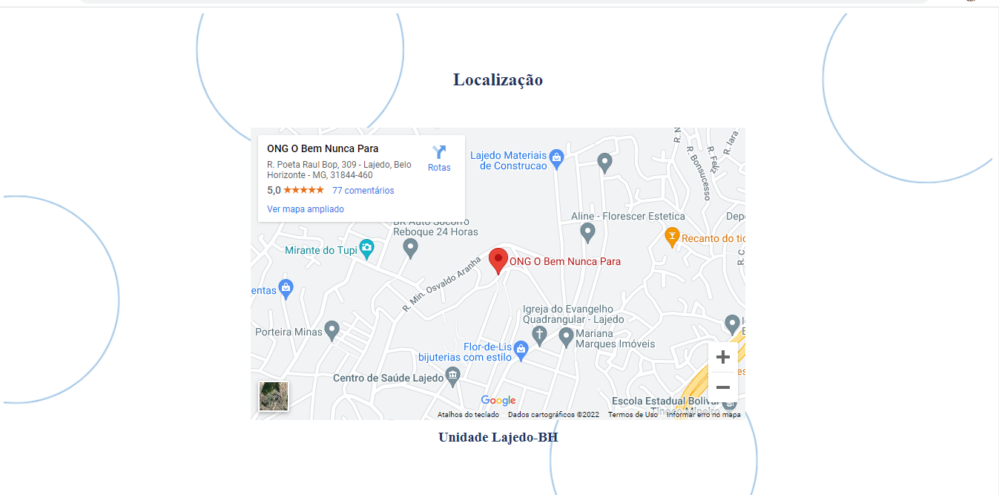 Localização
ONG O Bem Nunca Para
R. Poeta Raul Bop, 309 - Lajedo, Belo
Horizonte - MG, 31844-460
5,0
77 comentários
Ver mapa ampliado
Rotas
Lajedo Materiais
de Construcao
R. N
R. Bonsucesso
R. Feliz
R. Iara
Aline - Florescer Estetica
Dep
BR Auto Socorro
Reboque 24 Horas
Recanto do tic
Mirante do Tupi
R. C
ONG O Bem Nunca Para
R. Min. Osvaldo Aranha
entas
Igreja do Evangelho
Quadrangular - Lajedo
Porteira Minas
Mariana
Marques Imóveis
Flor-de-Lis
bijuterias com estilo
es
Centro de Saúde Lajedo
Google
Escola Estadual Bolivar
Tinoco Mineiro
Atalhos do teclado
Dados cartográficos ©2022
Termos de Uso
Informar erro no mapa
Unidade Lajedo-BH